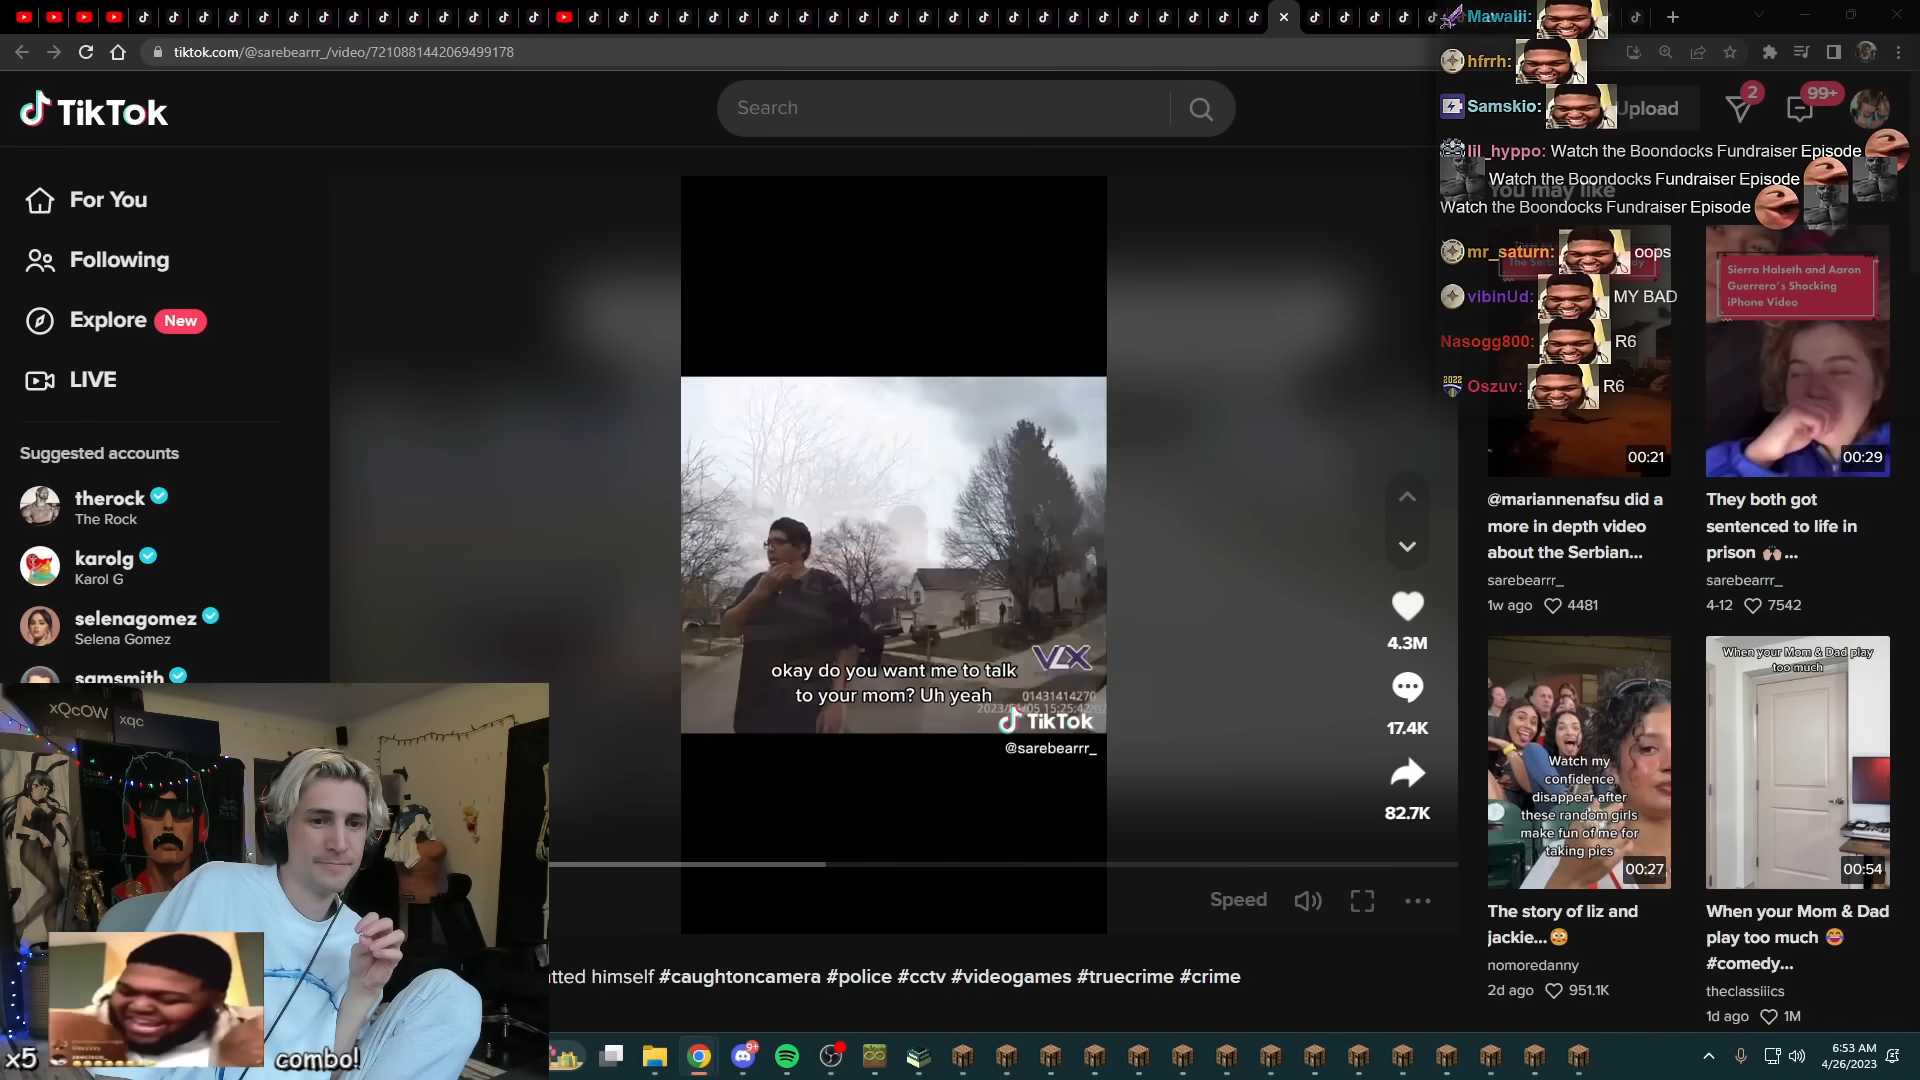 tiktok.com/@sarebearrr_/video/7210881442069499178
TikTok
Search
Upload
2
99+
Mawaiii:
hfrrh:
Samskio:
lil_hyppo: Watch the Boondocks Fundraiser Episode
Watch the Boondocks Fundraiser Episode
Watch the Boondocks Fundraiser Episode
mr_saturn: oops
vibinUd: MY BAD
Nasogg800: R6
Oszuv: R6
For You
Following
Explore New
LIVE
Suggested accounts
therock
The Rock
karolg
Karol G
selenagomez
Selena Gomez
samsmith
okay do you want me to talk
to your mom? Uh yeah
VLX
01431414270
TikTok
@sarebearrr_
4.3M
17.4K
82.7K
Speed
tted himself #caughtoncamera #police #cctv #videogames #truecrime #crime
You may like
00:21
@mariannenafsu did a
more in depth video
about the Serbian...
sarebearrr_
1w ago 4481
Sierra Halseth and Aaron
Guerrero's Shocking
iPhone Video
00:29
They both got
sentenced to life in
prison 🙌🏼...
sarebearrr_
4-12 7542
Watch my
confidence
disappear after
these random girls
make fun of me for
taking pics
00:27
The story of liz and
jackie...😳
nomoredanny
2d ago 951.1K
When your Mom & Dad play
too much
00:54
When your Mom & Dad
play too much 😂
#comedy...
theclassiiics
1d ago 1M
xQcOW
xqc
x5
combo!
9+
6:53 AM
4/26/2023